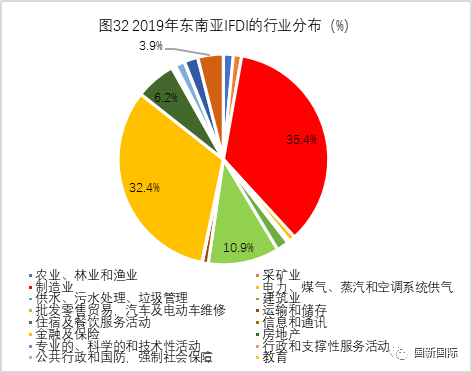 图32 2019年东南亚IFDI的行业分布（%）
3.9%
6.2%
35.4%
32.4%
10.9%
农业、林业和渔业 采矿业
制造业 电力、煤气、蒸汽和空调系统供气
供水、污水处理、垃圾管理 建筑业
批发零售贸易、汽车及电动车维修 运输和储存
住宿及餐饮服务活动 信息和通讯
金融及保险 房地产
专业的、科学的和技术性活动 行政和支撑性服务活动
公共行政和国防，强制社会保障 教育
国新国际